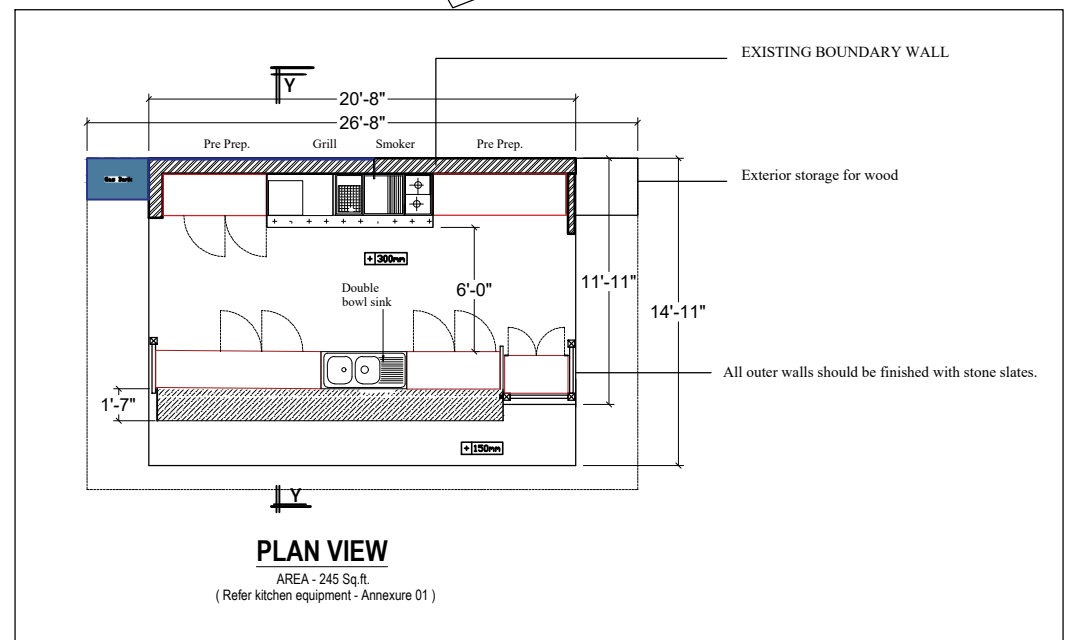 EXISTING BOUNDARY WALL
Y
20'-8"
26'-8"
Pre Prep. Grill Smoker Pre Prep.
Gas Bank
Exterior storage for wood
+ 300mm
Double
bowl sink
6'-0"
11'-11"
14'-11"
All outer walls should be finished with stone slates.
1'-7"
+ 150mm
Y
PLAN VIEW
AREA - 245 Sq.ft.
( Refer kitchen equipment - Annexure 01 )